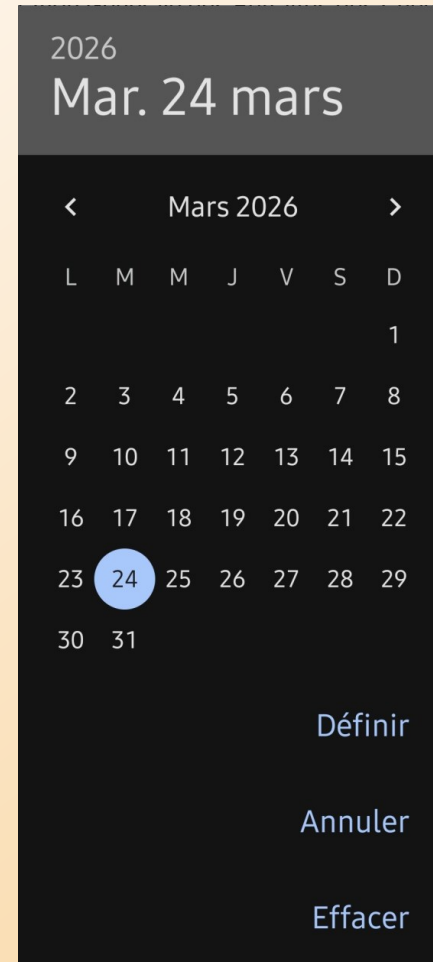 2026
Mar. 24 mars
< Mars 2026 >
L M M J V S D
1
2 3 4 5 6 7 8
9 10 11 12 13 14 15
16 17 18 19 20 21 22
23 24 25 26 27 28 29
30 31
Définir
Annuler
Effacer